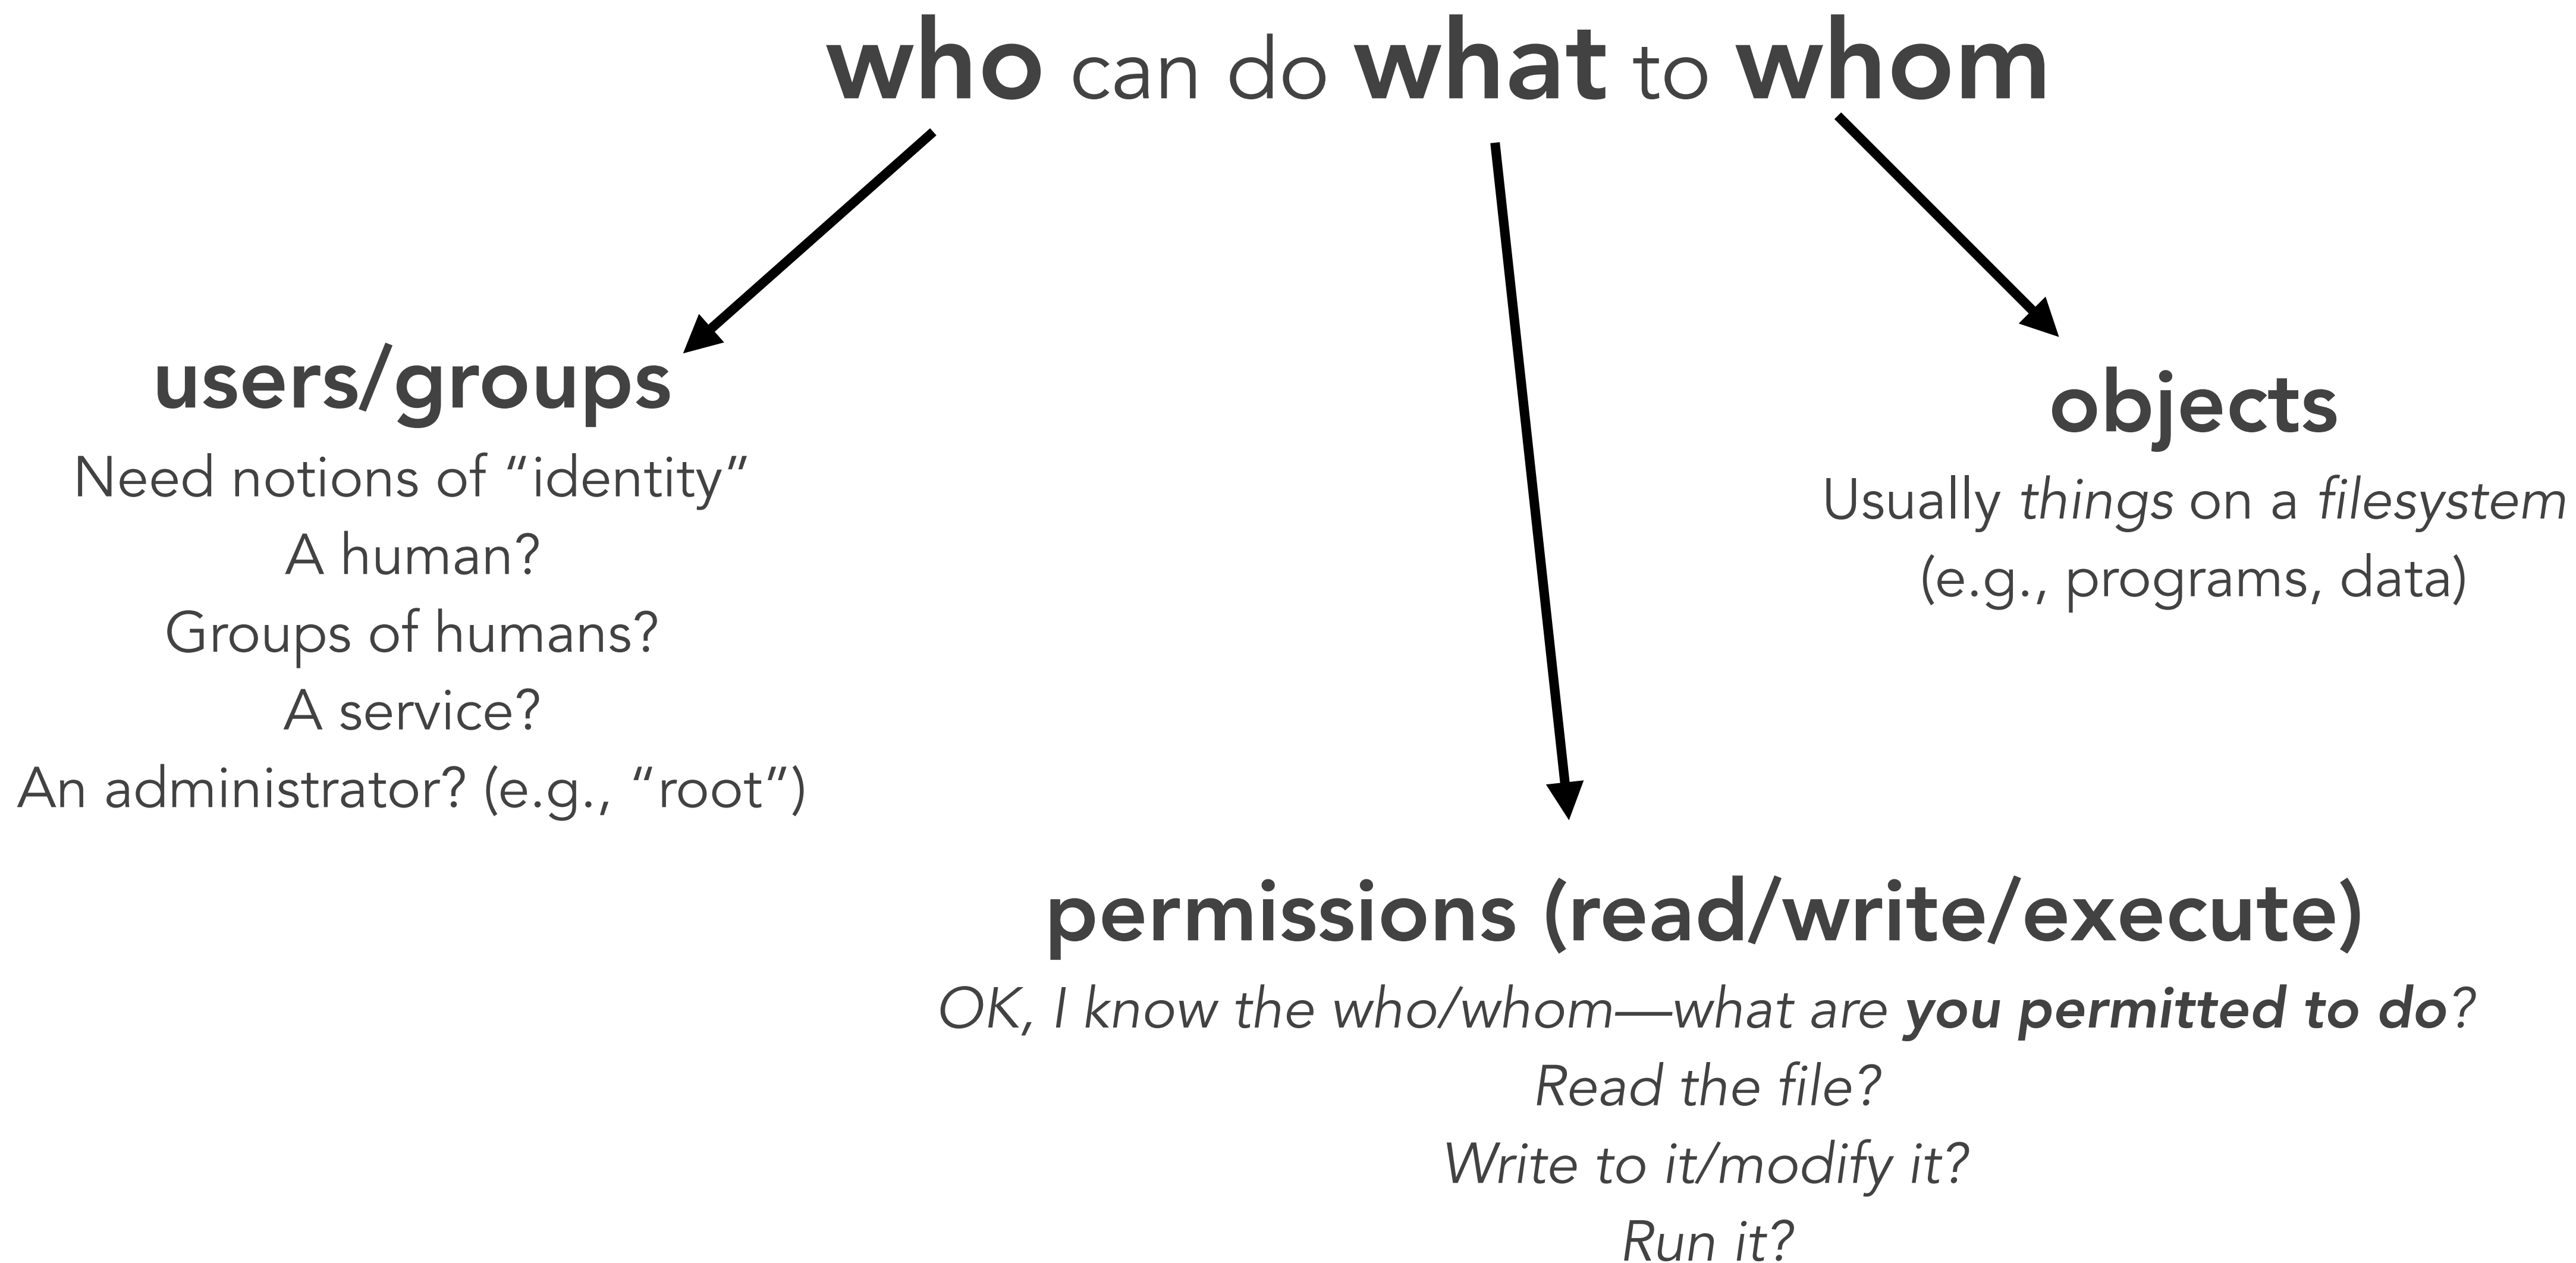 who can do what to whom
users/groups
Need notions of “identity”
A human?
Groups of humans?
A service?
An administrator? (e.g., “root”)
objects
Usually things on a filesystem
(e.g., programs, data)
permissions (read/write/execute)
OK, I know the who/whom—what are you permitted to do?
Read the file?
Write to it/modify it?
Run it?